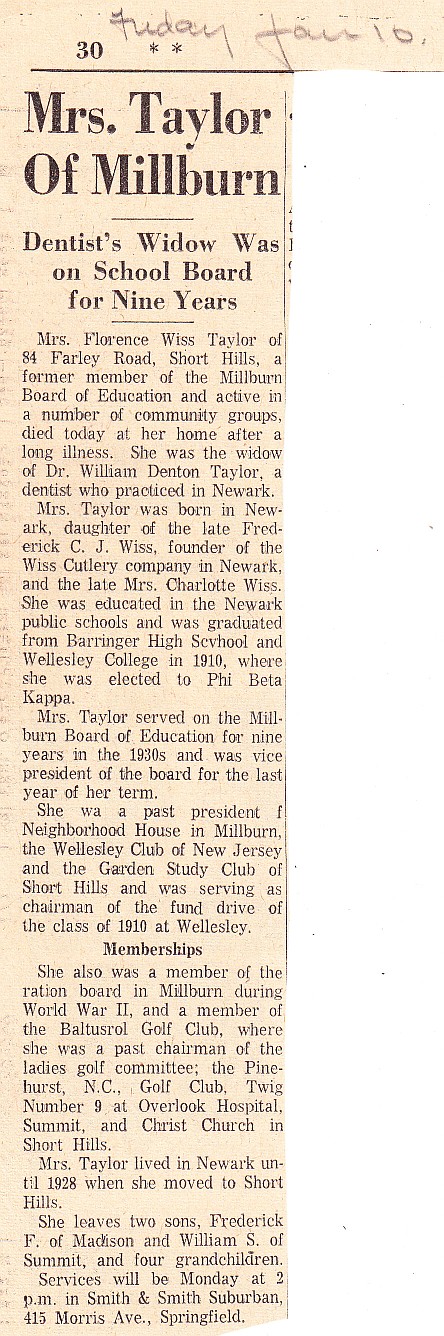 Friday Jan 10.
30 * *
Mrs. Taylor
Of Millburn
Dentist's Widow Was
on School Board
for Nine Years
Mrs. Florence Wiss Taylor of
84 Farley Road, Short Hills, a
former member of the Millburn
Board of Education and active in
a number of community groups,
died today at her home after a
long illness. She was the widow
of Dr. William Denton Taylor, a
dentist who practiced in Newark.
Mrs. Taylor was born in New-
ark, daughter of the late Fred-
erick C. J. Wiss, founder of the
Wiss Cutlery company in Newark,
and the late Mrs. Charlotte Wiss.
She was educated in the Newark
public schools and was graduated
from Barringer High Scvhool and
Wellesley College in 1910, where
she was elected to Phi Beta
Kappa.
Mrs. Taylor served on the Mill-
burn Board of Education for nine
years in the 1930s and was vice
president of the board for the last
year of her term.
She wa a past president f
Neighborhood House in Millburn,
the Wellesley Club of New Jersey
and the Garden Study Club of
Short Hills and was serving as
chairman of the fund drive of
the class of 1910 at Wellesley.
Memberships
She also was a member of the
ration board in Millburn during
World War II, and a member of
the Baltusrol Golf Club, where
she was a past chairman of the
ladies golf committee; the Pine-
hurst, N.C., Golf Club, Twig
Number 9 at Overlook Hospital,
Summit, and Christ Church in
Short Hills.
Mrs. Taylor lived in Newark un-
til 1928 when she moved to Short
Hills.
She leaves two sons, Frederick
F. of Madison and William S. of
Summit, and four grandchildren.
Services will be Monday at 2
p.m. in Smith & Smith Suburban,
415 Morris Ave., Springfield.